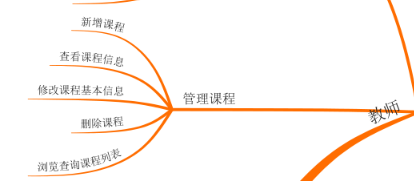 新增课程
查看课程信息
修改课程基本信息
删除课程
浏览查询课程列表
管理课程
教师